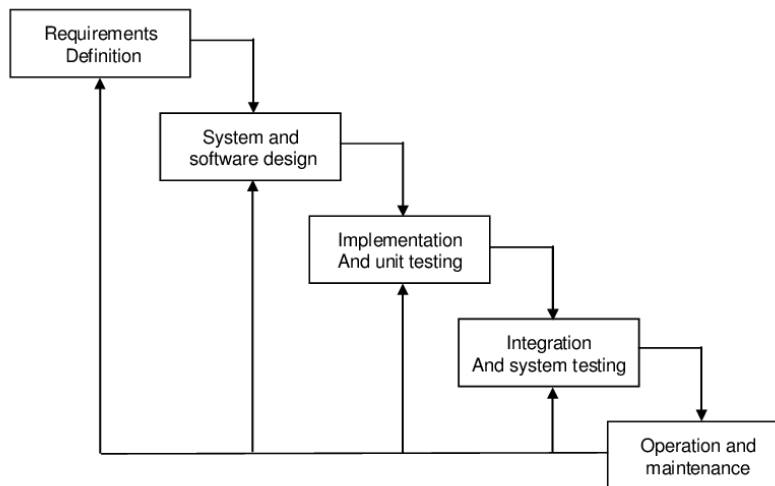 Requirements
Definition
System and
software design
Implementation
And unit testing
Integration
And system testing
Operation and
maintenance